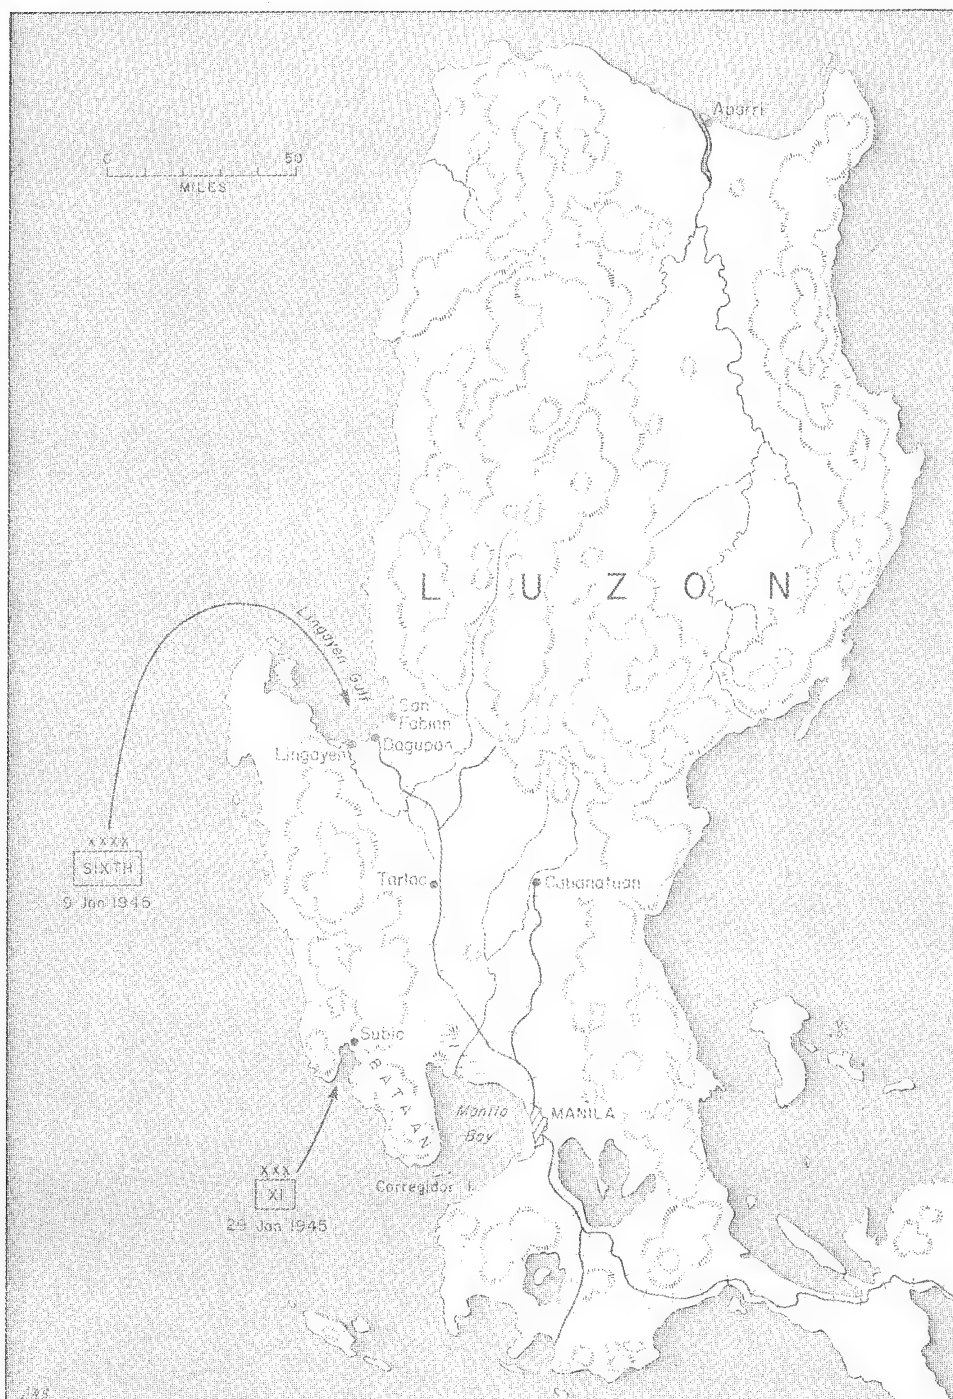 Aparri
0 50
MILES
LUZON
Lingayen Gulf
San
Fabian
Dagupan
Lingayen
XXXX
SIXTH
9 Jan 1945
Tarlac
Cabanatuan
Subic
BATAAN
Manila
Bay
MANILA
Corregidor I.
XXX
XI
29 Jan 1945